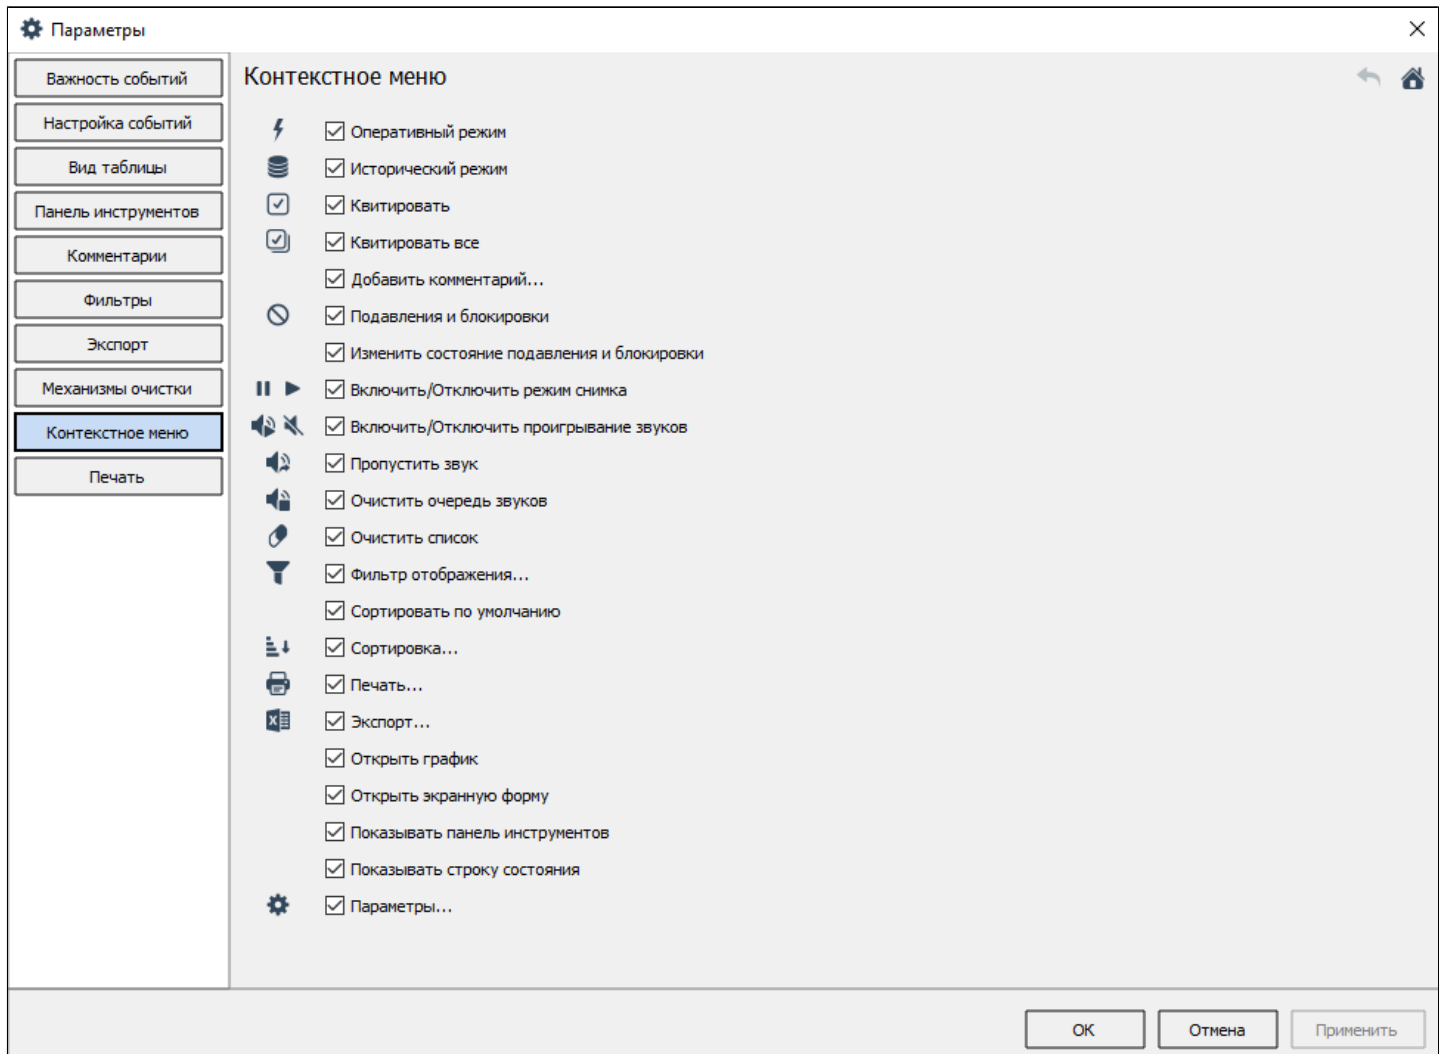 Параметры
Важность событий
Настройка событий
Вид таблицы
Панель инструментов
Комментарии
Фильтры
Экспорт
Механизмы очистки
Контекстное меню
Печать
Контекстное меню
Оперативный режим
Исторический режим
Квитировать
Квитировать все
Добавить комментарий...
Подавления и блокировки
Изменить состояние подавления и блокировки
Включить/Отключить режим снимка
Включить/Отключить проигрывание звуков
Пропустить звук
Очистить очередь звуков
Очистить список
Фильтр отображения...
Сортировать по умолчанию
Сортировка...
Печать...
Экспорт...
Открыть график
Открыть экранную форму
Показывать панель инструментов
Показывать строку состояния
Параметры...
ОК
Отмена
Применить